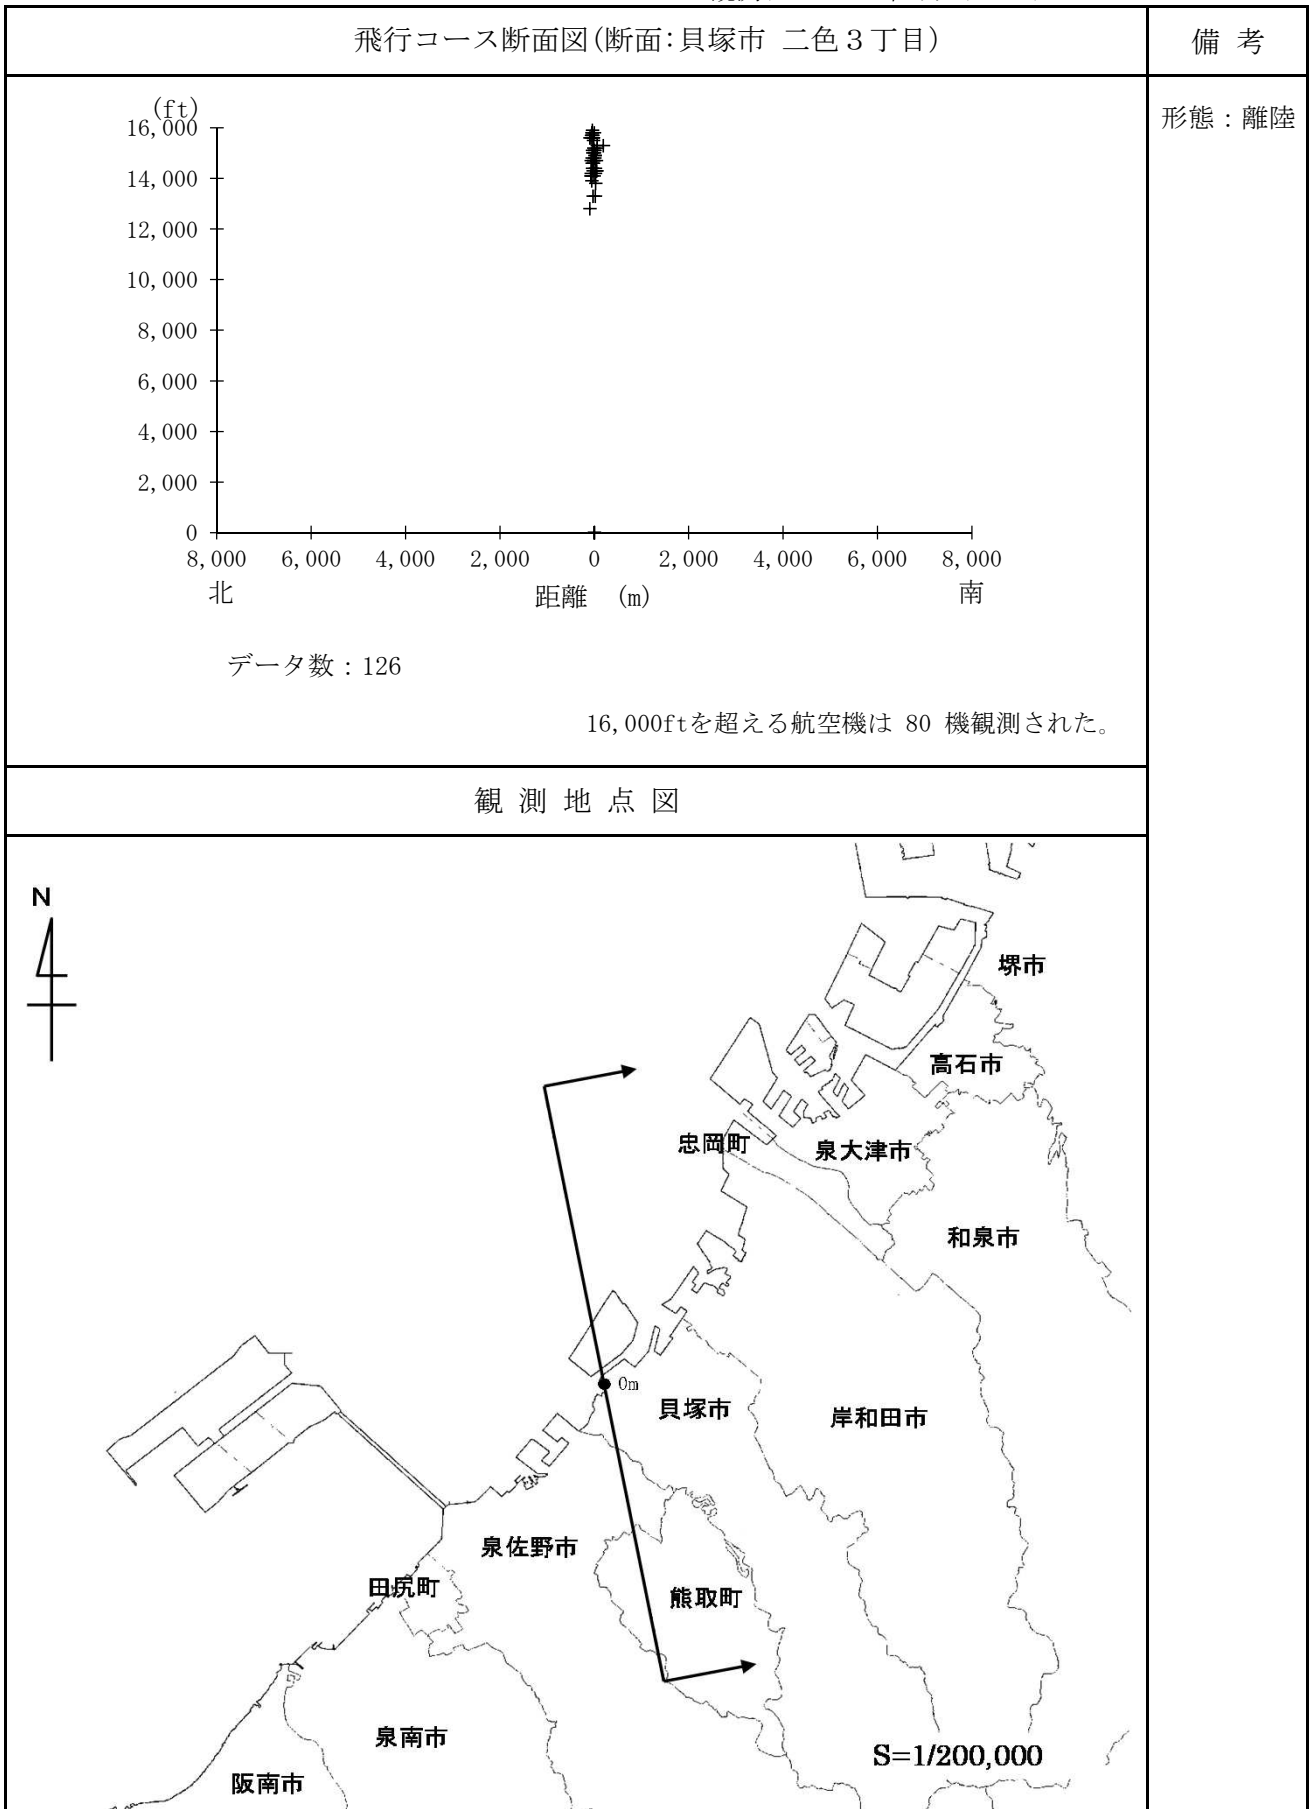 飛行コース断面図(断面:貝塚市 二色3丁目)
備 考
形態:離陸
(ft)
16,000
14,000
12,000
10,000
8,000
6,000
4,000
2,000
0
8,000 6,000 4,000 2,000 0 2,000 4,000 6,000 8,000
北 距離 (m) 南
データ数:126
16,000ftを超える航空機は 80 機観測された。
観 測 地 点 図
N
堺市
高石市
忠岡町
泉大津市
和泉市
0m
貝塚市
岸和田市
泉佐野市
田尻町
熊取町
泉南市
S=1/200,000
阪南市